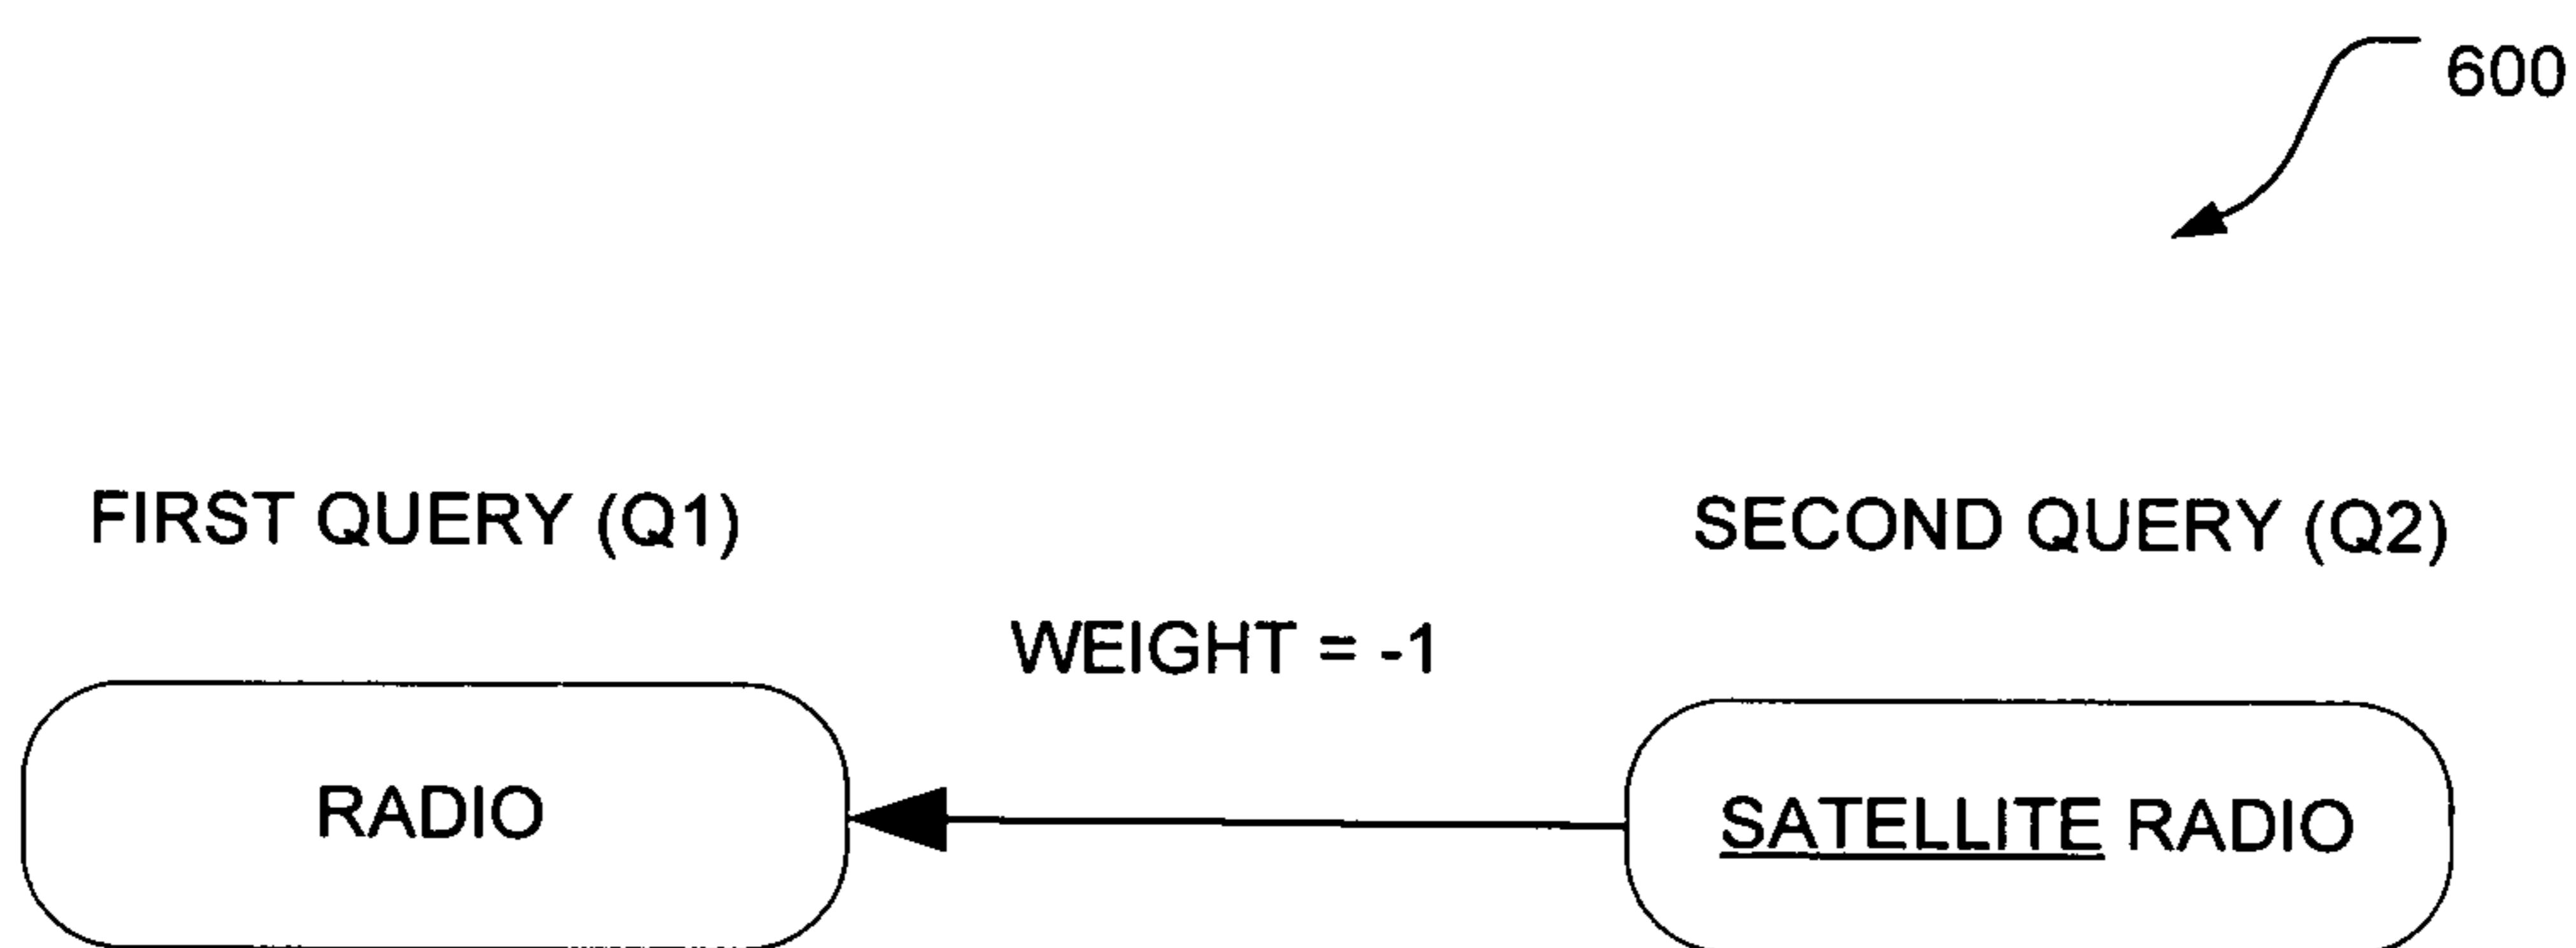 600
FIRST QUERY (Q1)
SECOND QUERY (Q2)
WEIGHT = -1
RADIO
SATELLITE RADIO